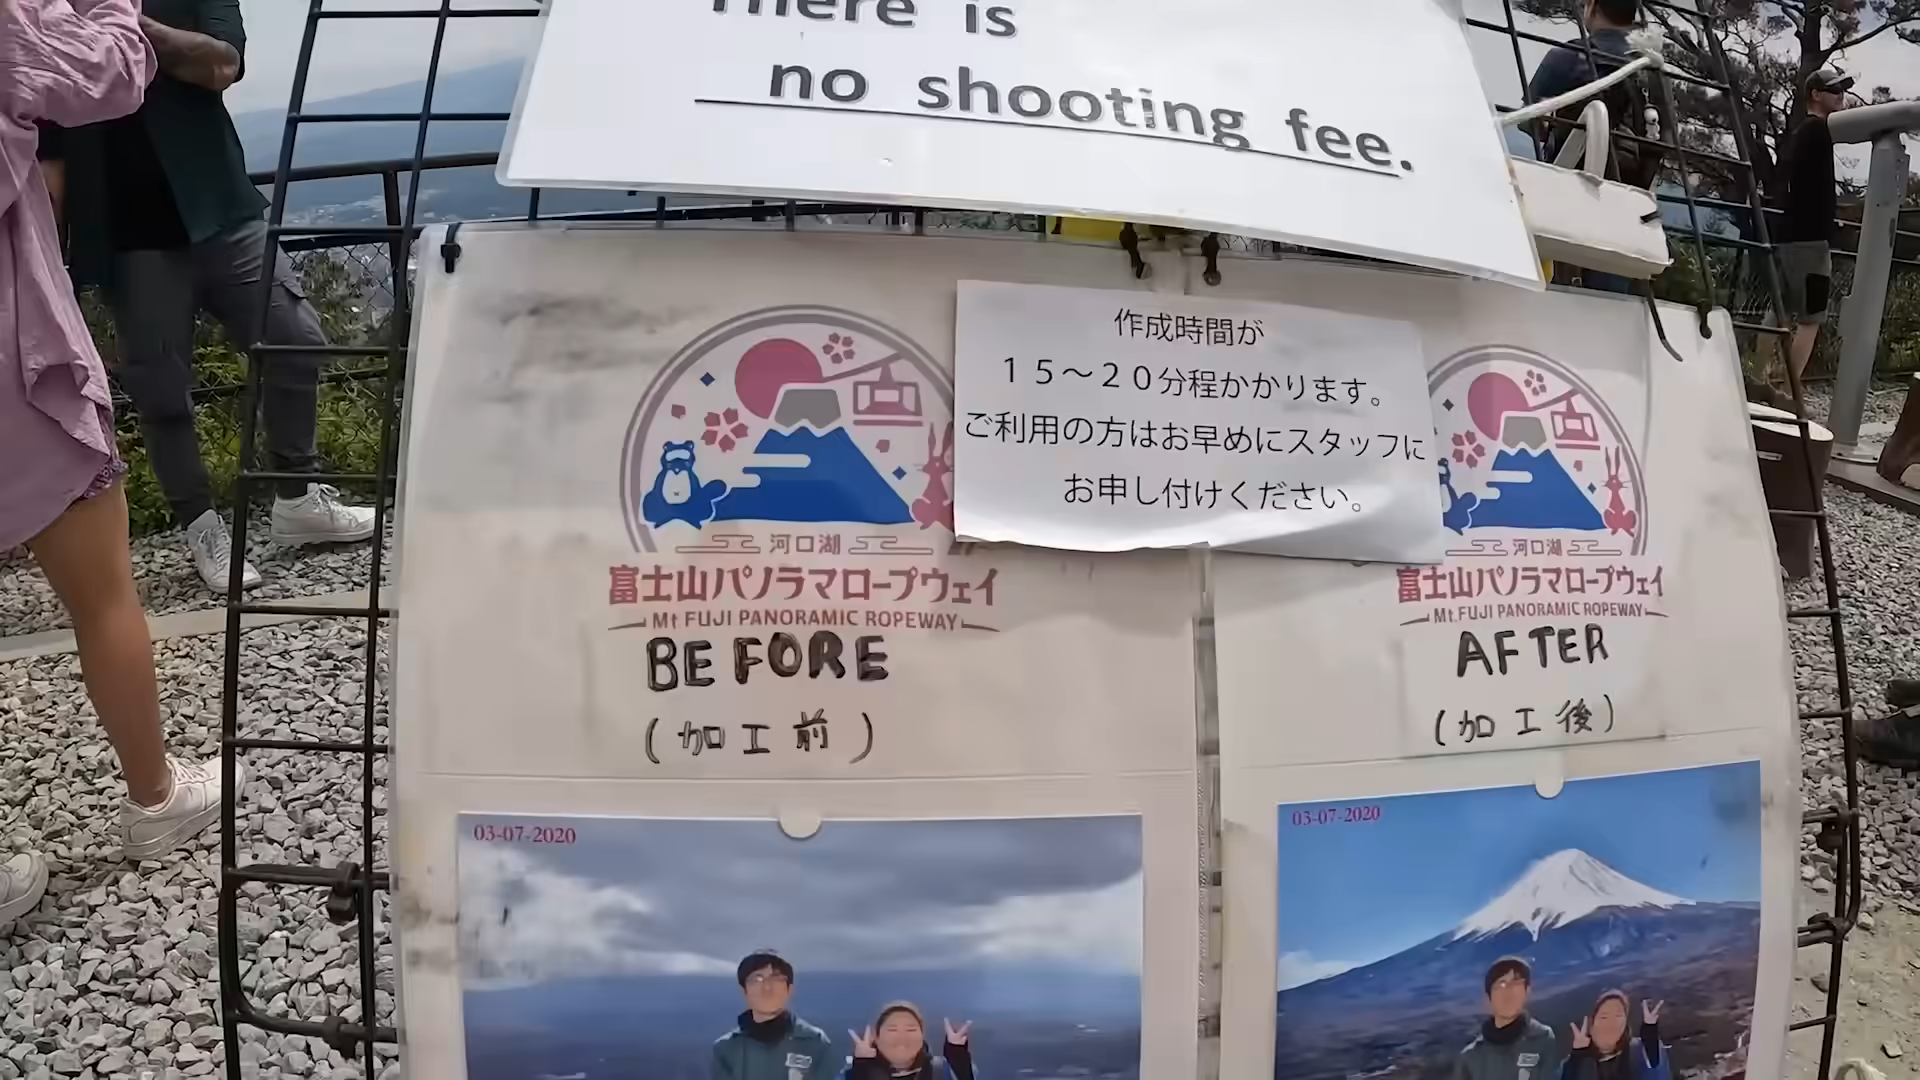 There is
no shooting fee.
作成時間が
15～20分程かかります。
ご利用の方はお早めにスタッフに
お申し付けください。
河口湖
富士山パノラマロープウェイ
Mt FUJI PANORAMIC ROPEWAY
BEFORE
(加工前)
03-07-2020
河口湖
富士山パノラマロープウェイ
Mt.FUJI PANORAMIC ROPEWAY
AFTER
(加工後)
03-07-2020